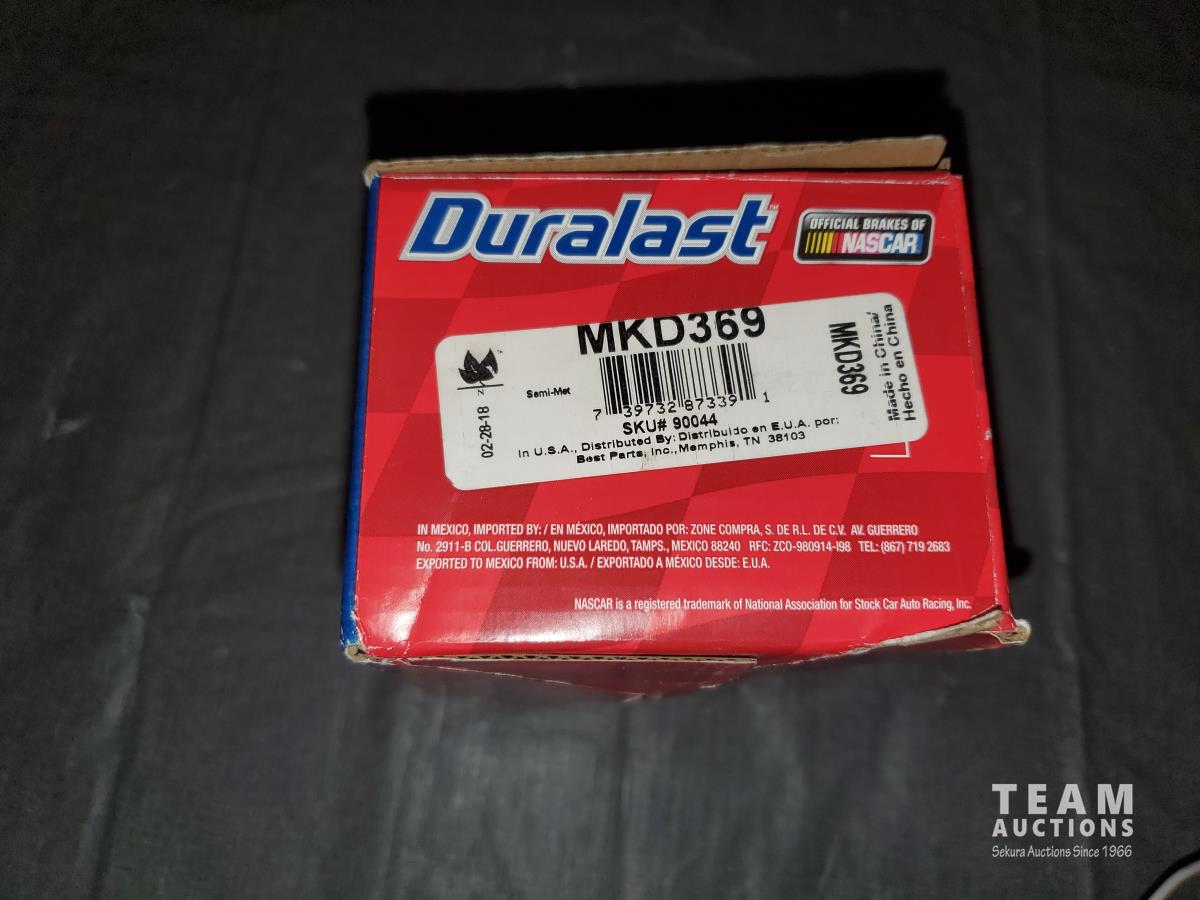 Duralast™
OFFICIAL BRAKES OF
NASCAR
MKD369
Semi-Met
7 39732 87339 1
SKU# 90044
02-28-18
In U.S.A., Distributed By: Distribuido en E.U.A. por:
Best Parts, Inc., Memphis, TN 38103
MKD369
Made in China/
Hecho en China
IN MEXICO, IMPORTED BY: / EN MÉXICO, IMPORTADO POR: ZONE COMPRA, S. DE R.L. DE C.V. AV. GUERRERO
No. 2911-B COL.GUERRERO, NUEVO LAREDO, TAMPS., MEXICO 88240 RFC: ZCO-980914-I98 TEL: (867) 719 2683
EXPORTED TO MEXICO FROM: U.S.A. / EXPORTADO A MÉXICO DESDE: E.U.A.
NASCAR is a registered trademark of National Association for Stock Car Auto Racing, Inc.
TEAM
AUCTIONS
Sekura Auctions Since 1966